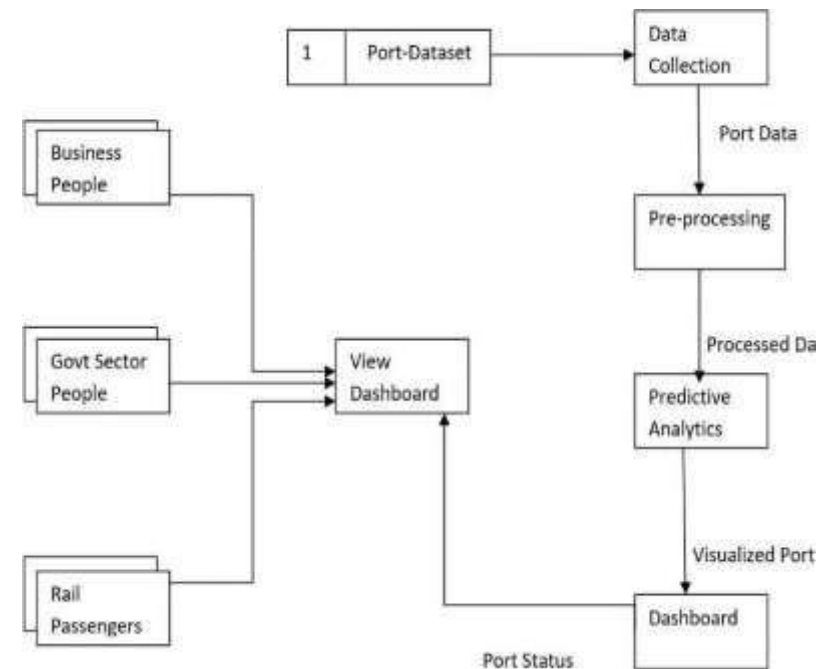 1
Port-Dataset
Data
Collection
Port Data
Business
People
Pre-processing
Govt Sector
People
View
Dashboard
Processed Da
Predictive
Analytics
Visualized Port
Rail
Passengers
Dashboard
Port Status